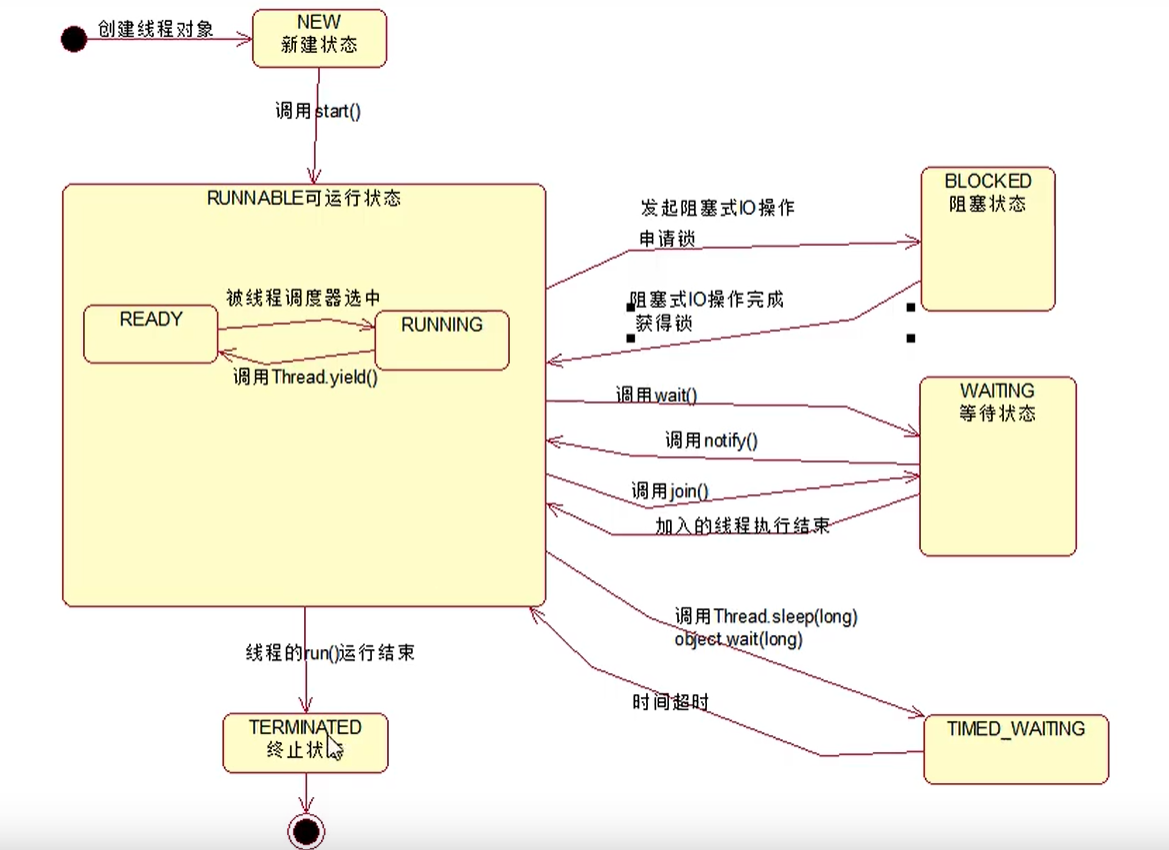 创建线程对象
NEW
新建状态
调用start()
RUNNABLE可运行状态
被线程调度器选中
READY
RUNNING
调用Thread.yield()
发起阻塞式IO操作
申请锁
BLOCKED
阻塞状态
阻塞式IO操作完成
获得锁
WAITING
等待状态
调用wait()
调用notify()
调用join()
加入的线程执行结束
调用Thread.sleep(long)
object.wait(long)
时间超时
TIMED_WAITING
线程的run()运行结束
TERMINATED
终止状态